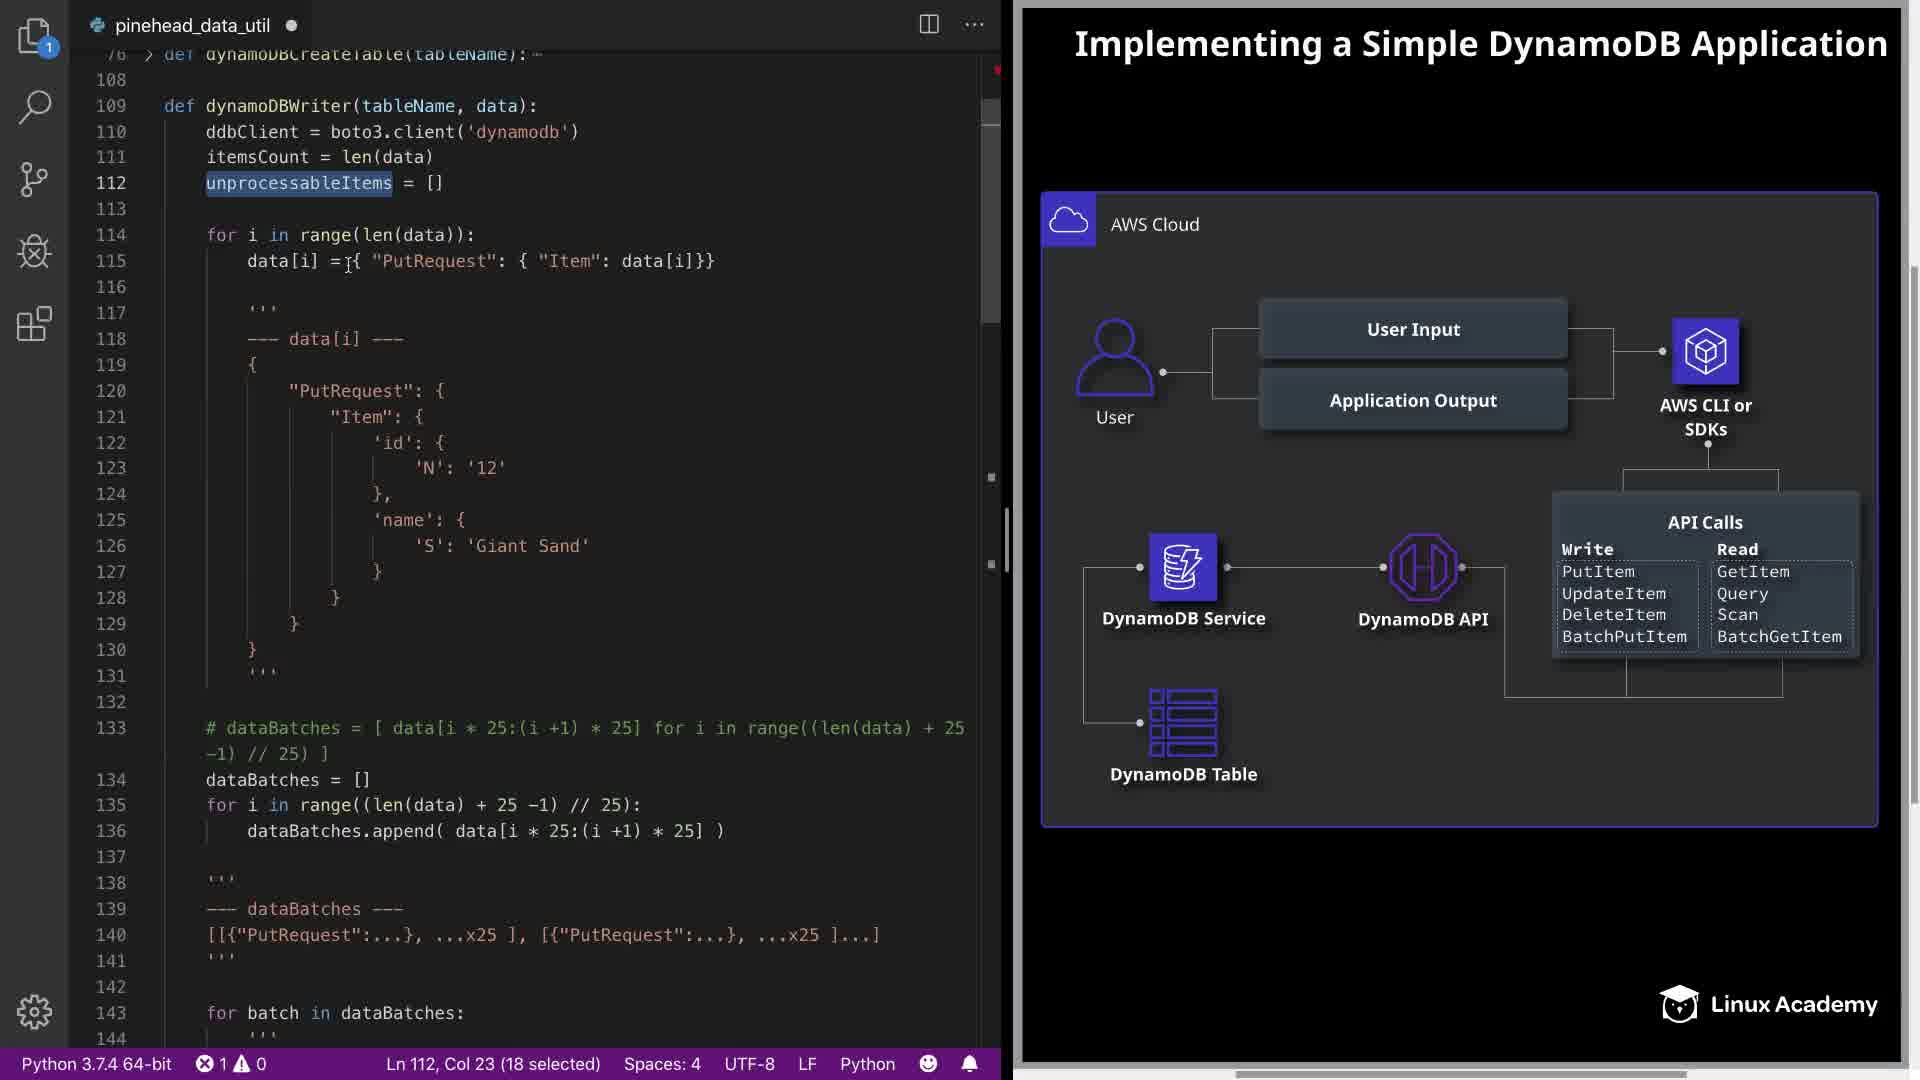 pinehead_data_util
1
76 > def dynamoDBCreateTable(tableName):
108
109 def dynamoDBWriter(tableName, data):
110 ddbClient = boto3.client('dynamodb')
111 itemsCount = len(data)
112 unprocessableItems = []
113
114 for i in range(len(data)):
115 data[i] = { "PutRequest": { "Item": data[i]}}
116
117 '''
118 --- data[i] ---
119 {
120 "PutRequest": {
121 "Item": {
122 'id': {
123 'N': '12'
124 },
125 'name': {
126 'S': 'Giant Sand'
127 }
128 }
129 }
130 }
131 '''
132
133 # dataBatches = [ data[i * 25:(i +1) * 25] for i in range((len(data) + 25
-1) // 25) ]
134 dataBatches = []
135 for i in range((len(data) + 25 -1) // 25):
136 dataBatches.append( data[i * 25:(i +1) * 25] )
137
138 '''
139 --- dataBatches ---
140 [[{"PutRequest":...}, ...x25 ], [{"PutRequest":...}, ...x25 ]...]
141 '''
142
143 for batch in dataBatches:
144 '''
Python 3.7.4 64-bit 1 0 Ln 112, Col 23 (18 selected) Spaces: 4 UTF-8 LF Python
Implementing a Simple DynamoDB Application
AWS Cloud
User Input
Application Output
User
AWS CLI or
SDKs
API Calls
Write Read
PutItem GetItem
UpdateItem Query
DeleteItem Scan
BatchPutItem BatchGetItem
DynamoDB Service
DynamoDB API
DynamoDB Table
Linux Academy